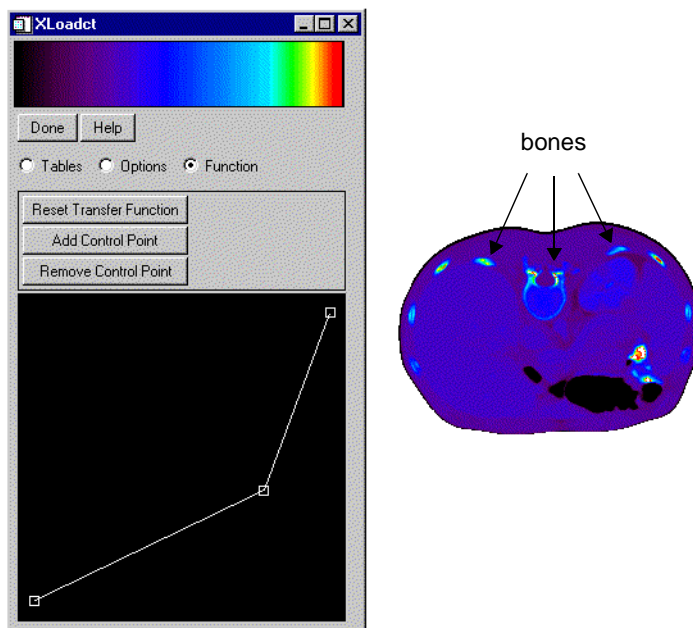 XLoadct
Done Help
Tables Options Function
Reset Transfer Function
Add Control Point
Remove Control Point
bones